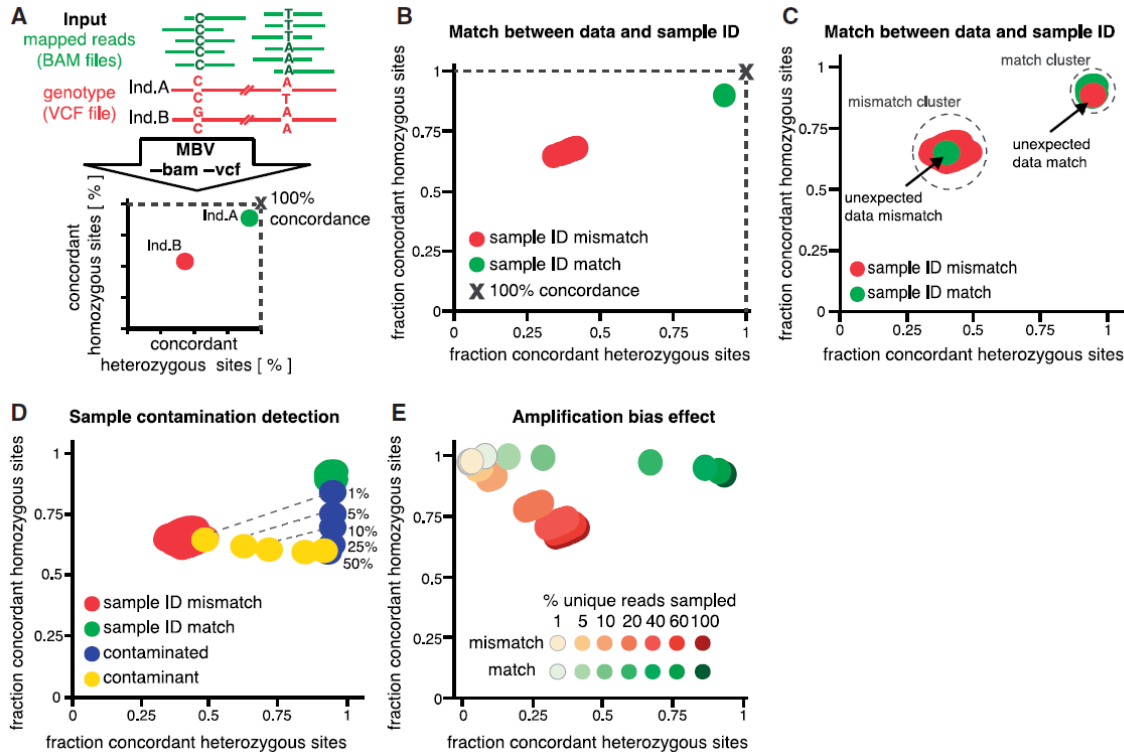 A
Input
mapped reads
(BAM files)
C
C
C
C
C
T
T
T
A
A
A
genotype
(VCF file)
Ind.A
C
C
A
T
Ind.B
G
C
A
A
MBV
–bam –vcf
Ind.A
100%
concordance
Ind.B
concordant
homozygous sites [ % ]
concordant
heterozygous sites [ % ]
B
Match between data and sample ID
fraction concordant homozygous sites
1
0.75
0.5
0.25
0
X
sample ID mismatch
sample ID match
X 100% concordance
0 0.25 0.5 0.75 1
fraction concordant heterozygous sites
C
Match between data and sample ID
fraction concordant homozygous sites
1
0.75
0.5
0.25
0
match cluster
mismatch cluster
unexpected
data match
unexpected
data mismatch
sample ID mismatch
sample ID match
0 0.25 0.5 0.75 1
fraction concordant heterozygous sites
D
Sample contamination detection
fraction concordant homozygous sites
1
0.75
0.5
0.25
0
1%
5%
10%
25%
50%
sample ID mismatch
sample ID match
contaminated
contaminant
0 0.25 0.5 0.75 1
fraction concordant heterozygous sites
E
Amplification bias effect
fraction concordant homozygous sites
1
0.75
0.5
0.25
0
% unique reads sampled
1 5 10 20 40 60 100
mismatch
match
0 0.25 0.5 0.75 1
fraction concordant heterozygous sites